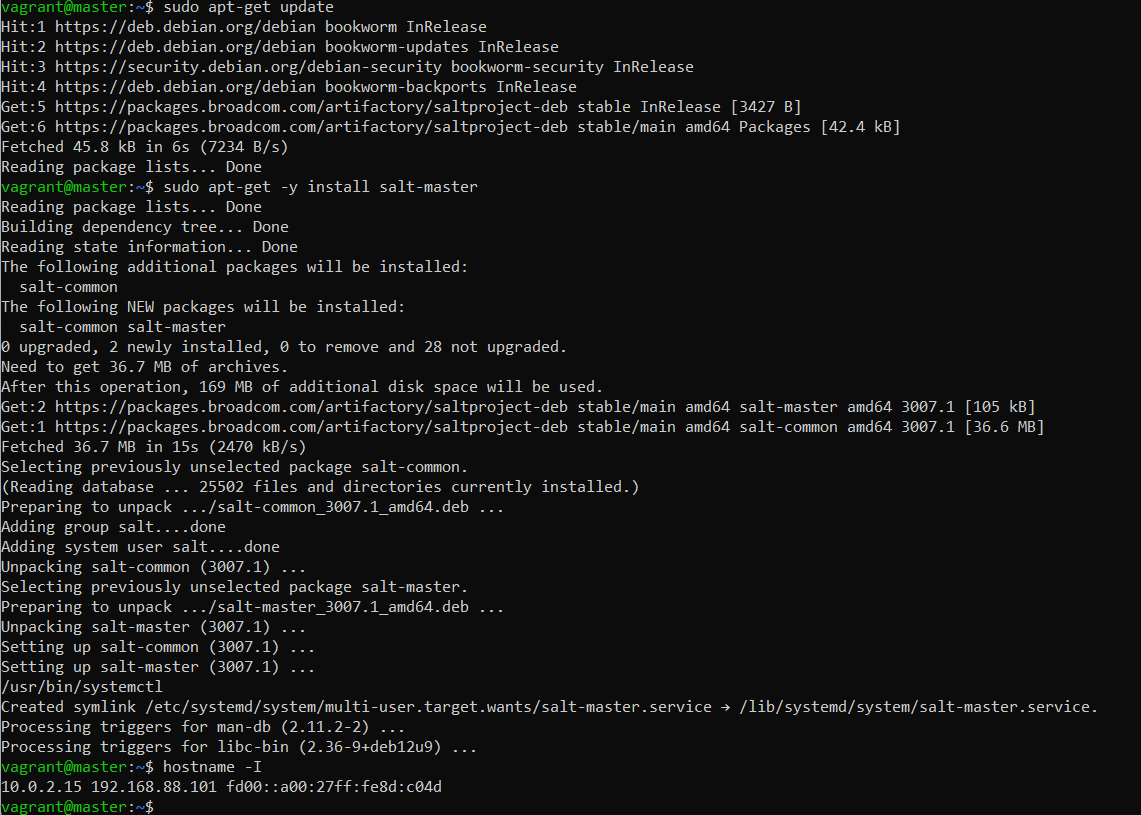 vagrant@master:~$ sudo apt-get update
Hit:1 https://deb.debian.org/debian bookworm InRelease
Hit:2 https://deb.debian.org/debian bookworm-updates InRelease
Hit:3 https://security.debian.org/debian-security bookworm-security InRelease
Hit:4 https://deb.debian.org/debian bookworm-backports InRelease
Get:5 https://packages.broadcom.com/artifactory/saltproject-deb stable InRelease [3427 B]
Get:6 https://packages.broadcom.com/artifactory/saltproject-deb stable/main amd64 Packages [42.4 kB]
Fetched 45.8 kB in 6s (7234 B/s)
Reading package lists... Done
vagrant@master:~$ sudo apt-get -y install salt-master
Reading package lists... Done
Building dependency tree... Done
Reading state information... Done
The following additional packages will be installed:
  salt-common
The following NEW packages will be installed:
  salt-common salt-master
0 upgraded, 2 newly installed, 0 to remove and 28 not upgraded.
Need to get 36.7 MB of archives.
After this operation, 169 MB of additional disk space will be used.
Get:2 https://packages.broadcom.com/artifactory/saltproject-deb stable/main amd64 salt-master amd64 3007.1 [105 kB]
Get:1 https://packages.broadcom.com/artifactory/saltproject-deb stable/main amd64 salt-common amd64 3007.1 [36.6 MB]
Fetched 36.7 MB in 15s (2470 kB/s)
Selecting previously unselected package salt-common.
(Reading database ... 25502 files and directories currently installed.)
Preparing to unpack .../salt-common_3007.1_amd64.deb ...
Adding group salt....done
Adding system user salt....done
Unpacking salt-common (3007.1) ...
Selecting previously unselected package salt-master.
Preparing to unpack .../salt-master_3007.1_amd64.deb ...
Unpacking salt-master (3007.1) ...
Setting up salt-common (3007.1) ...
Setting up salt-master (3007.1) ...
/usr/bin/systemctl
Created symlink /etc/systemd/system/multi-user.target.wants/salt-master.service → /lib/systemd/system/salt-master.service.
Processing triggers for man-db (2.11.2-2) ...
Processing triggers for libc-bin (2.36-9+deb12u9) ...
vagrant@master:~$ hostname -I
10.0.2.15 192.168.88.101 fd00::a00:27ff:fe8d:c04d
vagrant@master:~$